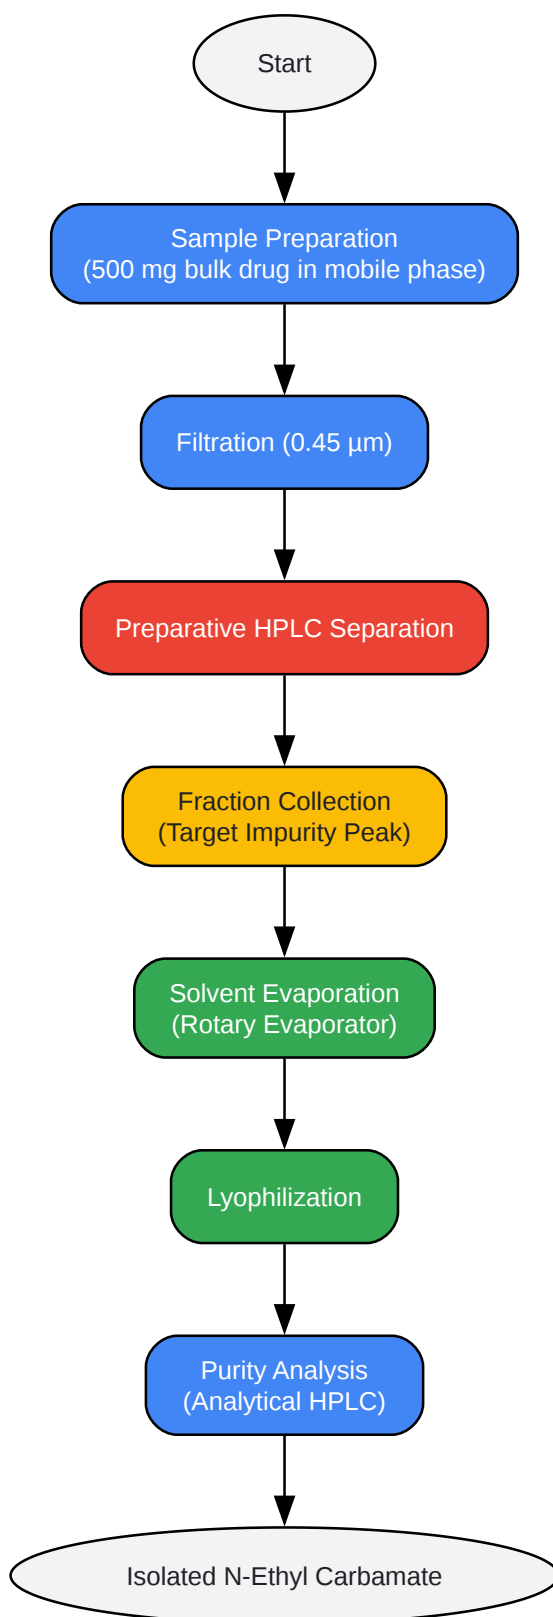 Start
Sample Preparation
(500 mg bulk drug in mobile phase)
Filtration (0.45 µm)
Preparative HPLC Separation
Fraction Collection
(Target Impurity Peak)
Solvent Evaporation
(Rotary Evaporator)
Lyophilization
Purity Analysis
(Analytical HPLC)
Isolated N-Ethyl Carbamate